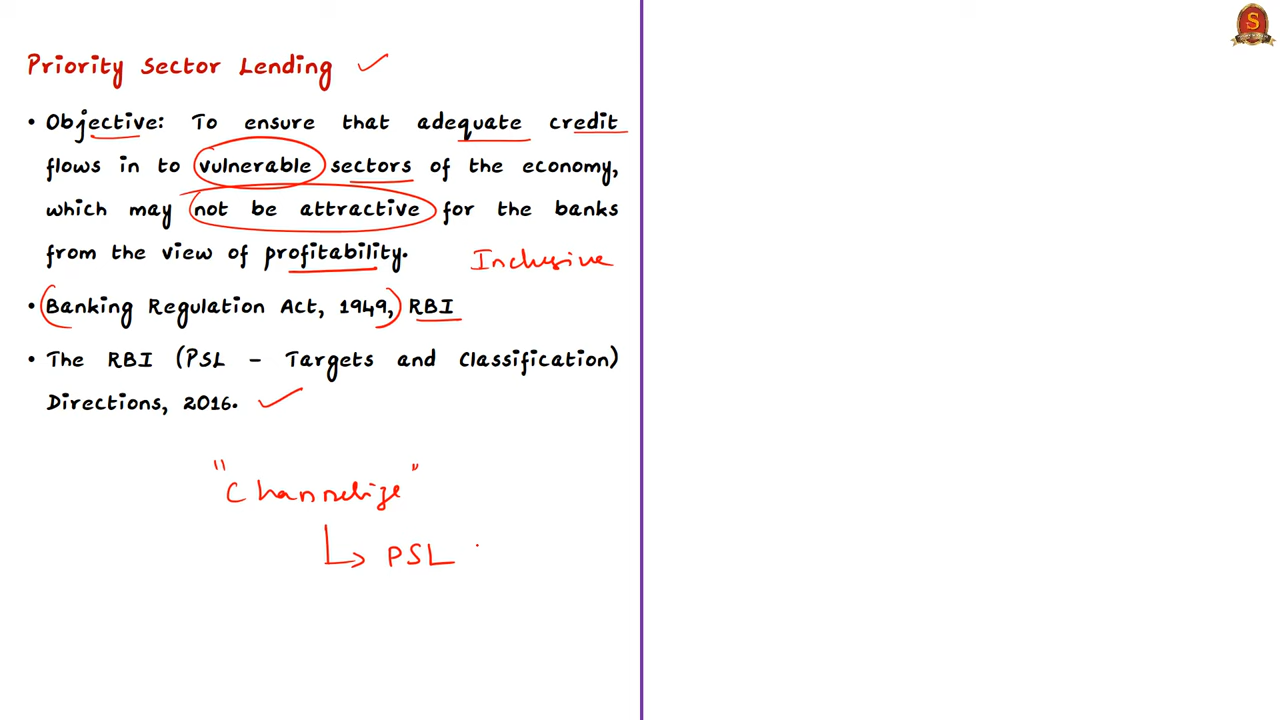 Priority Sector Lending
• Objective: To ensure that adequate credit
flows in to vulnerable sectors of the economy,
which may not be attractive for the banks
from the view of profitability.
Inclusive
• Banking Regulation Act, 1949, RBI
• The RBI (PSL – Targets and Classification)
Directions, 2016.
"Channelize"
PSL
S